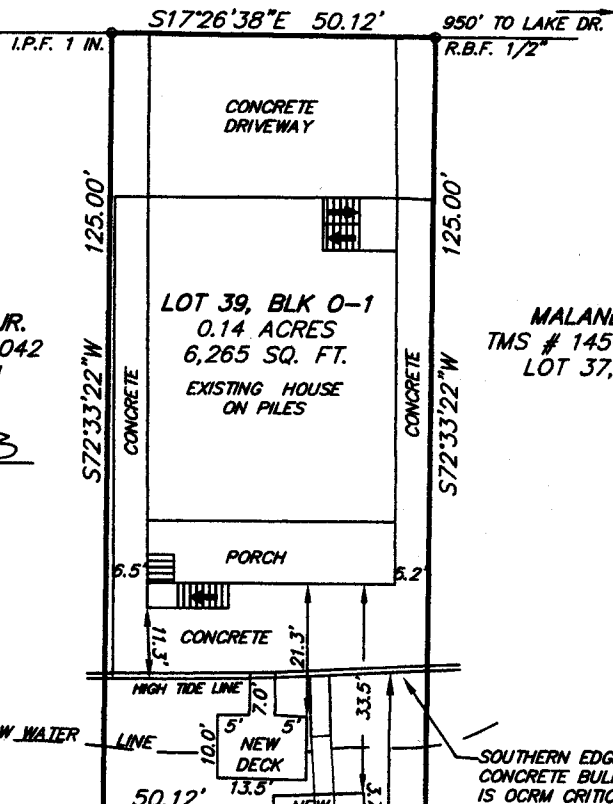 S17°26'38"E 50.12'
950' TO LAKE DR.
I.P.F. 1 IN.
R.B.F. 1/2"
CONCRETE
DRIVEWAY
125.00'
125.00'
LOT 39, BLK O-1
0.14 ACRES
6,265 SQ. FT.
EXISTING HOUSE
ON PILES
JR.
042
MALAND
TMS # 145
LOT 37,
S72°33'22"W
CONCRETE
CONCRETE
S72°33'22"W
PORCH
6.5'
6.2'
11.3'
CONCRETE
21.3'
33.5'
HIGH TIDE LINE
7.0'
W WATER LINE
10.0'
5'
5'
NEW
DECK
13.5'
50.12'
NEW
SOUTHERN EDG
CONCRETE BUL
IS OCRM CRITIC